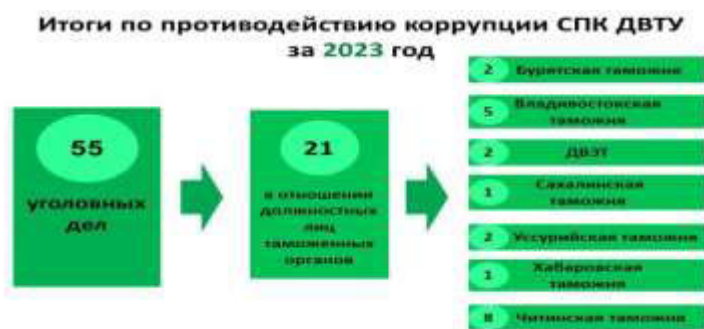 Итоги по противодействию коррупции СПК ДВТУ
за 2023 год
55
уголовных
дел
21
в отношении
должностных
лиц
таможенных
органов
2 Бурятская таможня
5 Владивостокская
таможня
2 ДВЭТ
1 Сахалинская
таможня
2 Уссурийская таможня
1 Хабаровская
таможня
8 Читинская таможня